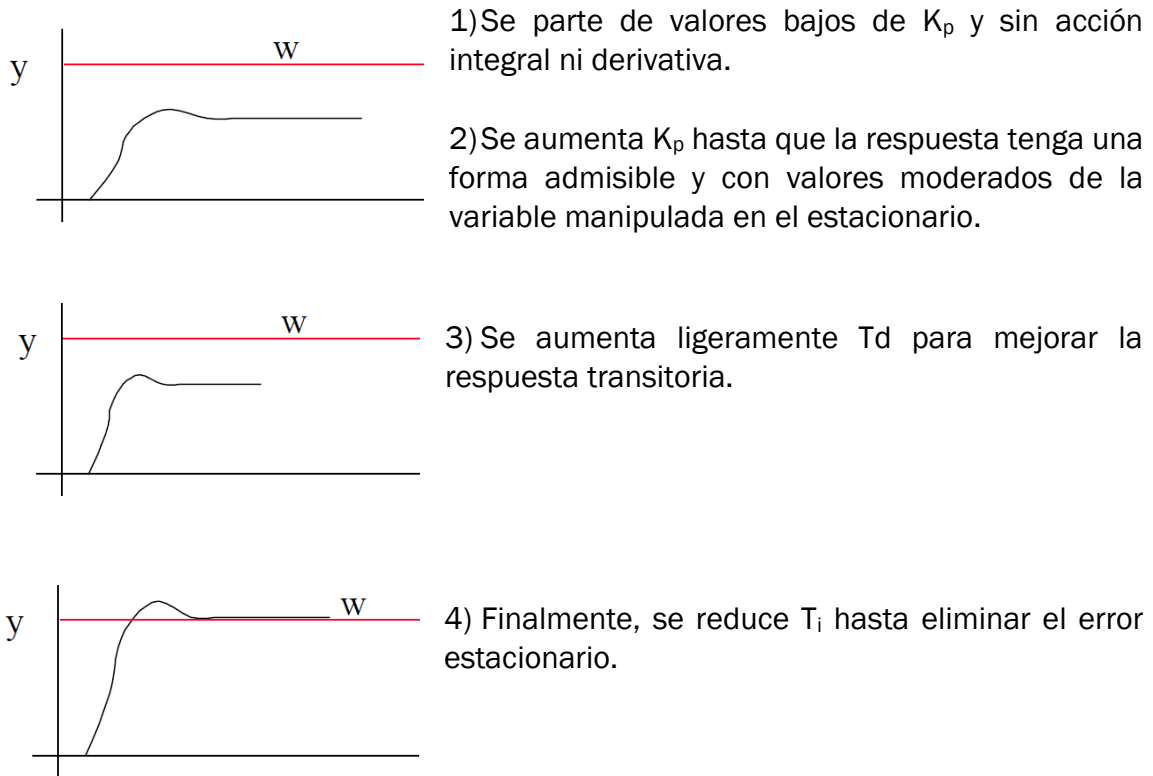 w
y
1)Se parte de valores bajos de Kp y sin acción
integral ni derivativa.
2)Se aumenta Kp hasta que la respuesta tenga una
forma admisible y con valores moderados de la
variable manipulada en el estacionario.
w
y
3) Se aumenta ligeramente Td para mejorar la
respuesta transitoria.
w
y
4) Finalmente, se reduce Ti hasta eliminar el error
estacionario.